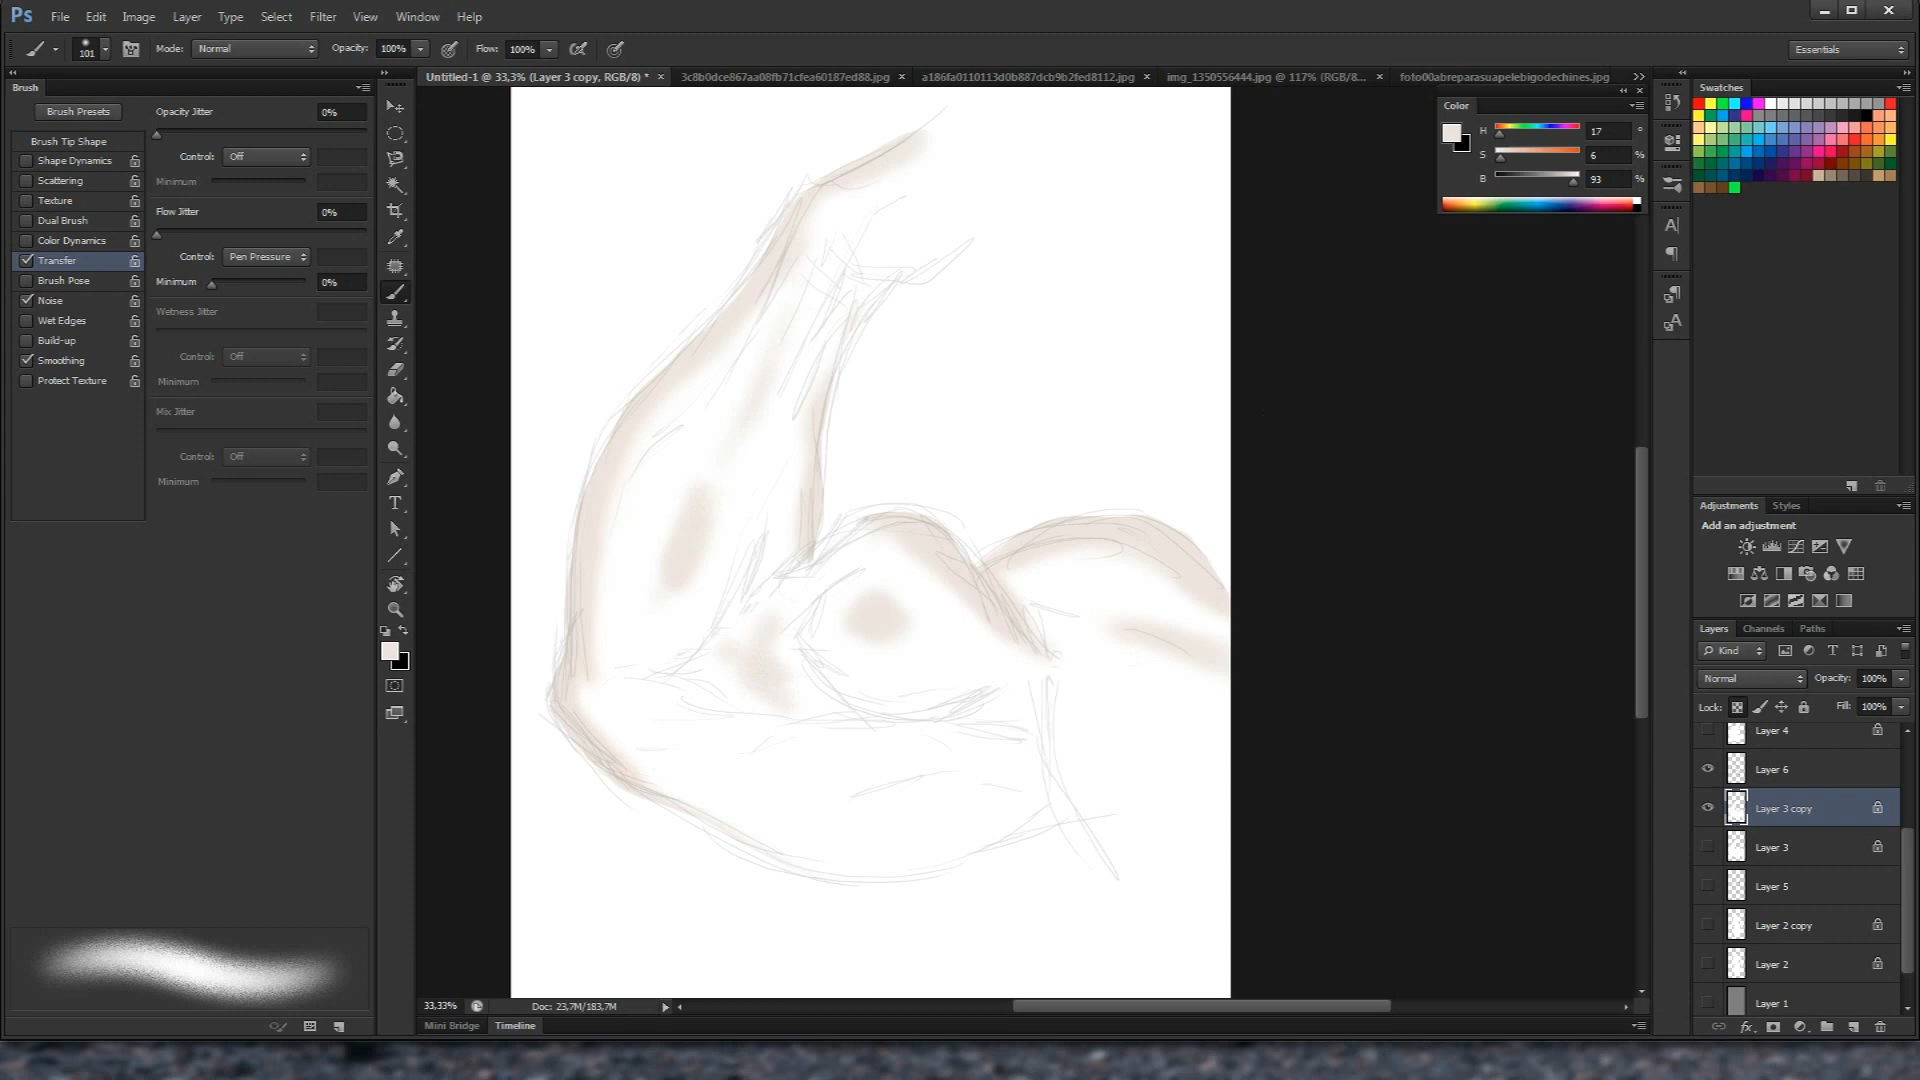 Ps File Edit Image Layer Type Select Filter View Window Help
101 Mode: Normal Opacity: 100% Flow: 100% Essentials
Untitled-1 @ 33,3% (Layer 3 copy, RGB/8) * × 3c8b0dce867aa08fb71cfea60187ed88.jpg × a186fa0110113d0b887dcb9b2fed8112.jpg × img_1350556444.jpg @ 117% (RGB/8... × foto00abreparasuapelebigodechines.jpg
Brush
Brush Presets
Brush Tip Shape
Shape Dynamics
Scattering
Texture
Dual Brush
Color Dynamics
Transfer
Brush Pose
Noise
Wet Edges
Build-up
Smoothing
Protect Texture
Opacity Jitter 0%
Control: Off
Minimum
Flow Jitter 0%
Control: Pen Pressure
Minimum 0%
Wetness Jitter
Control: Off
Minimum
Mix Jitter
Control: Off
Minimum
Color
H 17 °
S 6 %
B 93 %
Swatches
Adjustments Styles
Add an adjustment
Layers Channels Paths
Kind
Normal Opacity: 100%
Lock: Fill: 100%
Layer 4
Layer 6
Layer 3 copy
Layer 3
Layer 5
Layer 2 copy
Layer 2
Layer 1
33,33% Doc: 23,7M/183,7M
Mini Bridge Timeline